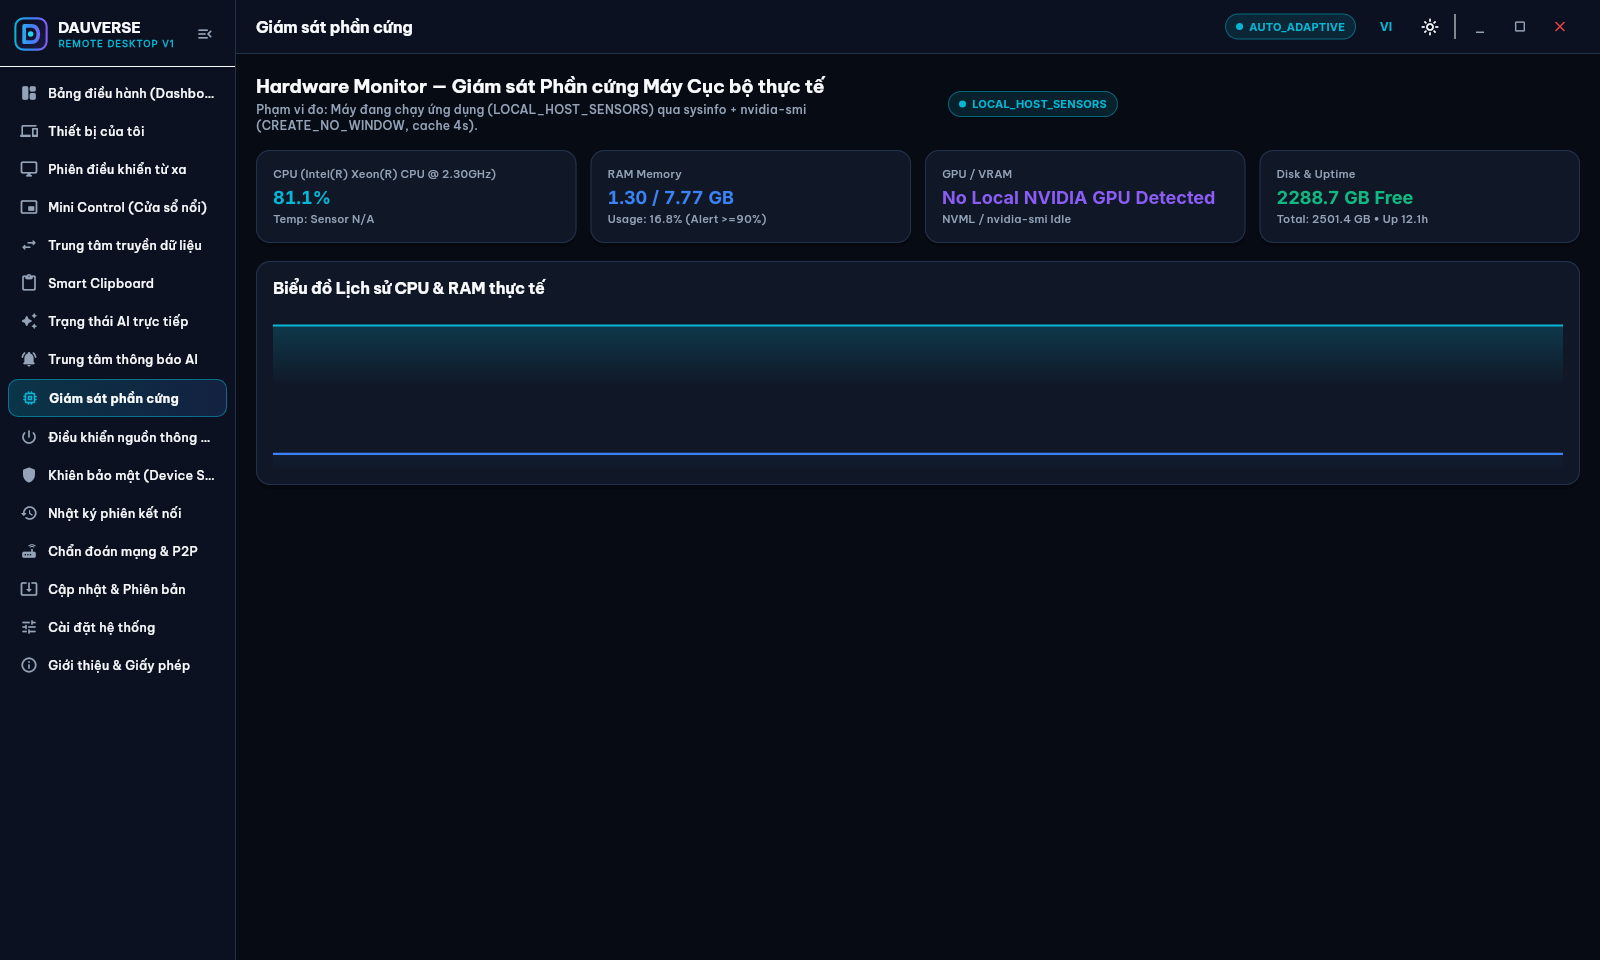 DAUVERSE
REMOTE DESKTOP V1
Giám sát phần cứng
AUTO_ADAPTIVE
VI
Bảng điều hành (Dashbo...
Thiết bị của tôi
Phiên điều khiển từ xa
Mini Control (Cửa sổ nổi)
Trung tâm truyền dữ liệu
Smart Clipboard
Trạng thái AI trực tiếp
Trung tâm thông báo AI
Giám sát phần cứng
Điều khiển nguồn thông ...
Khiên bảo mật (Device S...
Nhật ký phiên kết nối
Chẩn đoán mạng & P2P
Cập nhật & Phiên bản
Cài đặt hệ thống
Giới thiệu & Giấy phép
Hardware Monitor — Giám sát Phần cứng Máy Cục bộ thực tế
Phạm vi đo: Máy đang chạy ứng dụng (LOCAL_HOST_SENSORS) qua sysinfo + nvidia-smi
(CREATE_NO_WINDOW, cache 4s).
LOCAL_HOST_SENSORS
CPU (Intel(R) Xeon(R) CPU @ 2.30GHz)
81.1%
Temp: Sensor N/A
RAM Memory
1.30 / 7.77 GB
Usage: 16.8% (Alert >=90%)
GPU / VRAM
No Local NVIDIA GPU Detected
NVML / nvidia-smi Idle
Disk & Uptime
2288.7 GB Free
Total: 2501.4 GB • Up 12.1h
Biểu đồ Lịch sử CPU & RAM thực tế